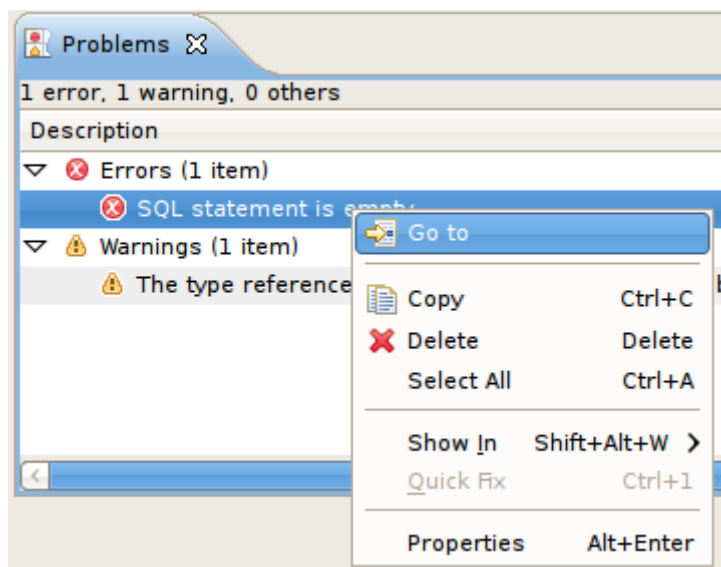 Problems
1 error, 1 warning, 0 others
Description
Errors (1 item)
SQL statement is empty
Go to
Warnings (1 item)
The type reference
Copy Ctrl+C
Delete Delete
Select All Ctrl+A
Show In Shift+Alt+W
Quick Fix Ctrl+1
Properties Alt+Enter